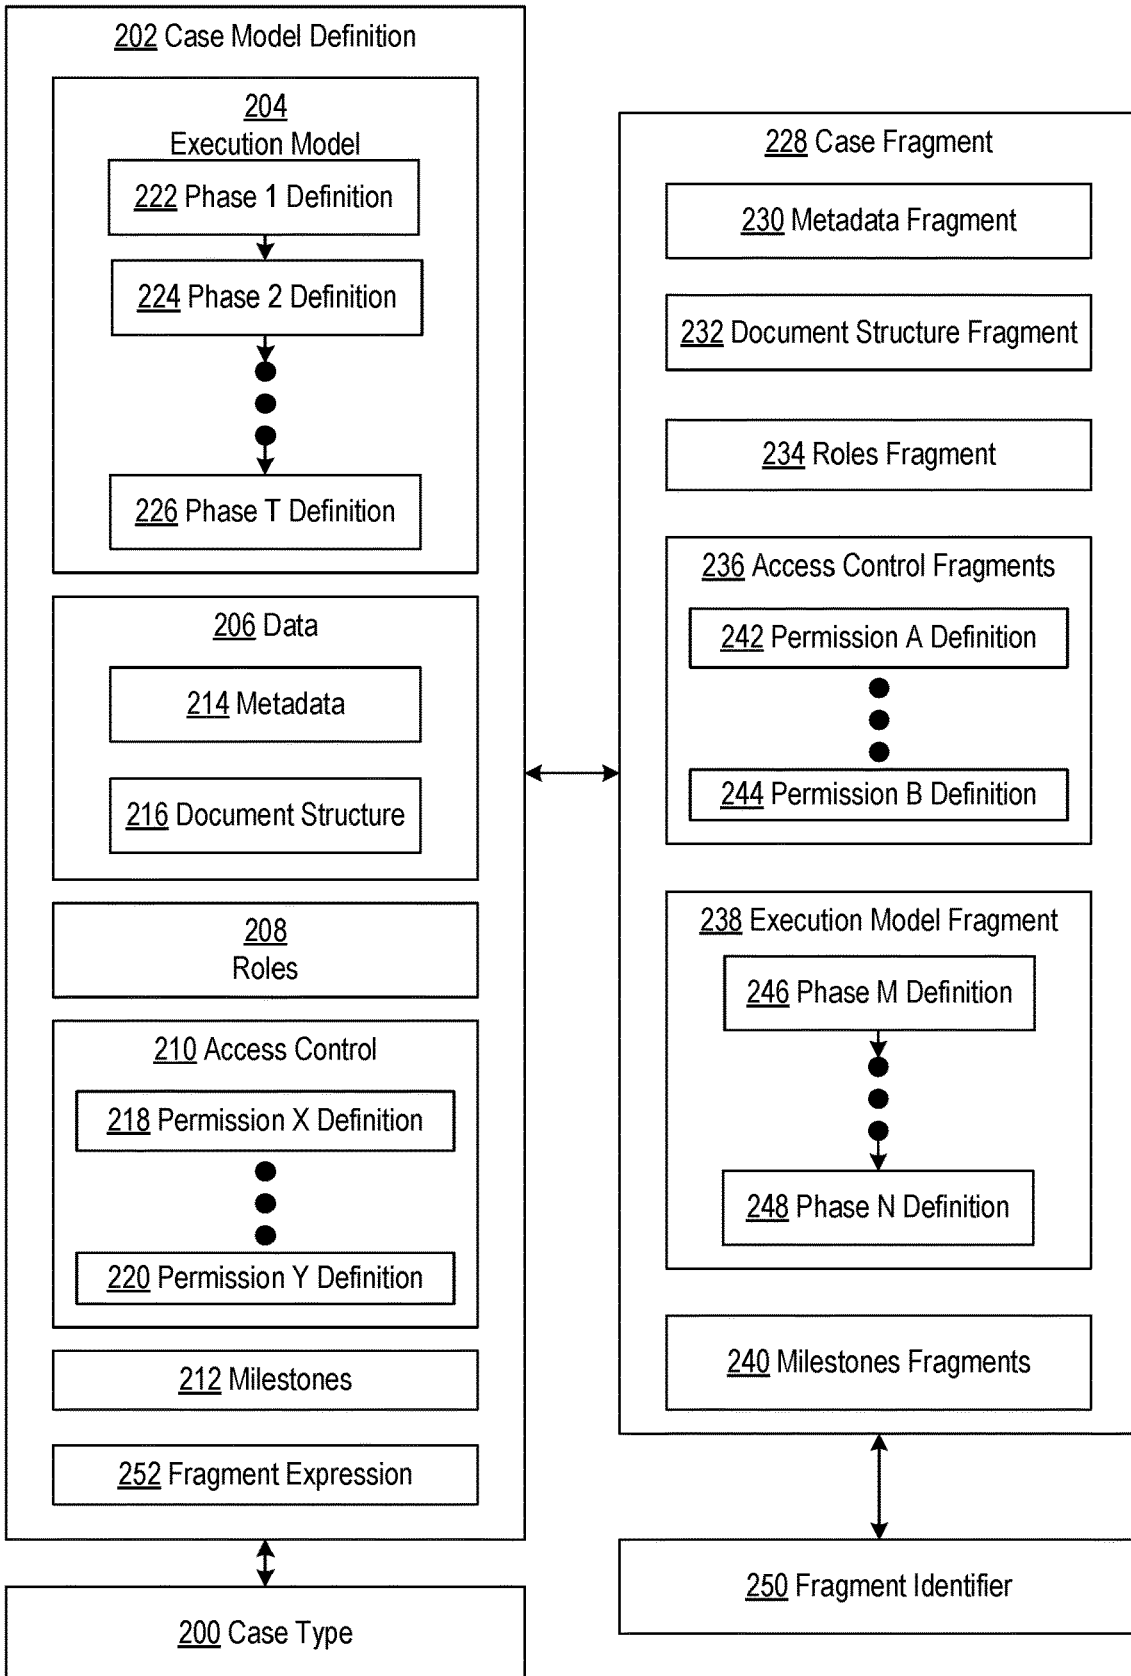 202 Case Model Definition
204
Execution Model
222 Phase 1 Definition
224 Phase 2 Definition
226 Phase T Definition
206 Data
214 Metadata
216 Document Structure
208
Roles
210 Access Control
218 Permission X Definition
220 Permission Y Definition
212 Milestones
252 Fragment Expression
200 Case Type
228 Case Fragment
230 Metadata Fragment
232 Document Structure Fragment
234 Roles Fragment
236 Access Control Fragments
242 Permission A Definition
244 Permission B Definition
238 Execution Model Fragment
246 Phase M Definition
248 Phase N Definition
240 Milestones Fragments
250 Fragment Identifier